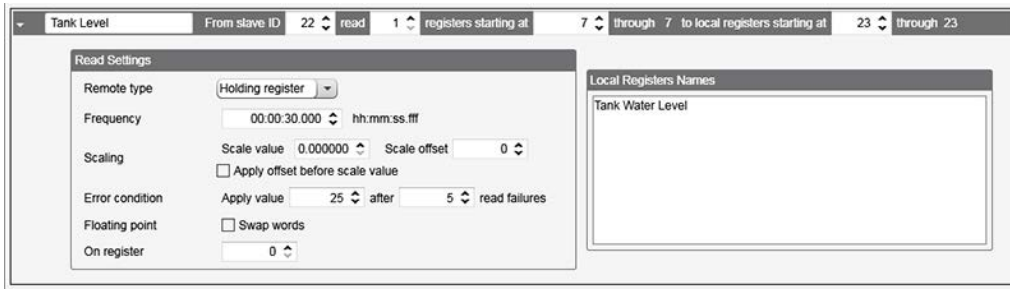 Tank Level From slave ID 22 read 1 registers starting at 7 through 7 to local registers starting at 23 through 23
Read Settings
Remote type Holding register
Frequency 00:00:30.000 hh:mm:ss.fff
Scaling Scale value 0.000000 Scale offset 0
Apply offset before scale value
Error condition Apply value 25 after 5 read failures
Floating point Swap words
On register 0
Local Registers Names
Tank Water Level